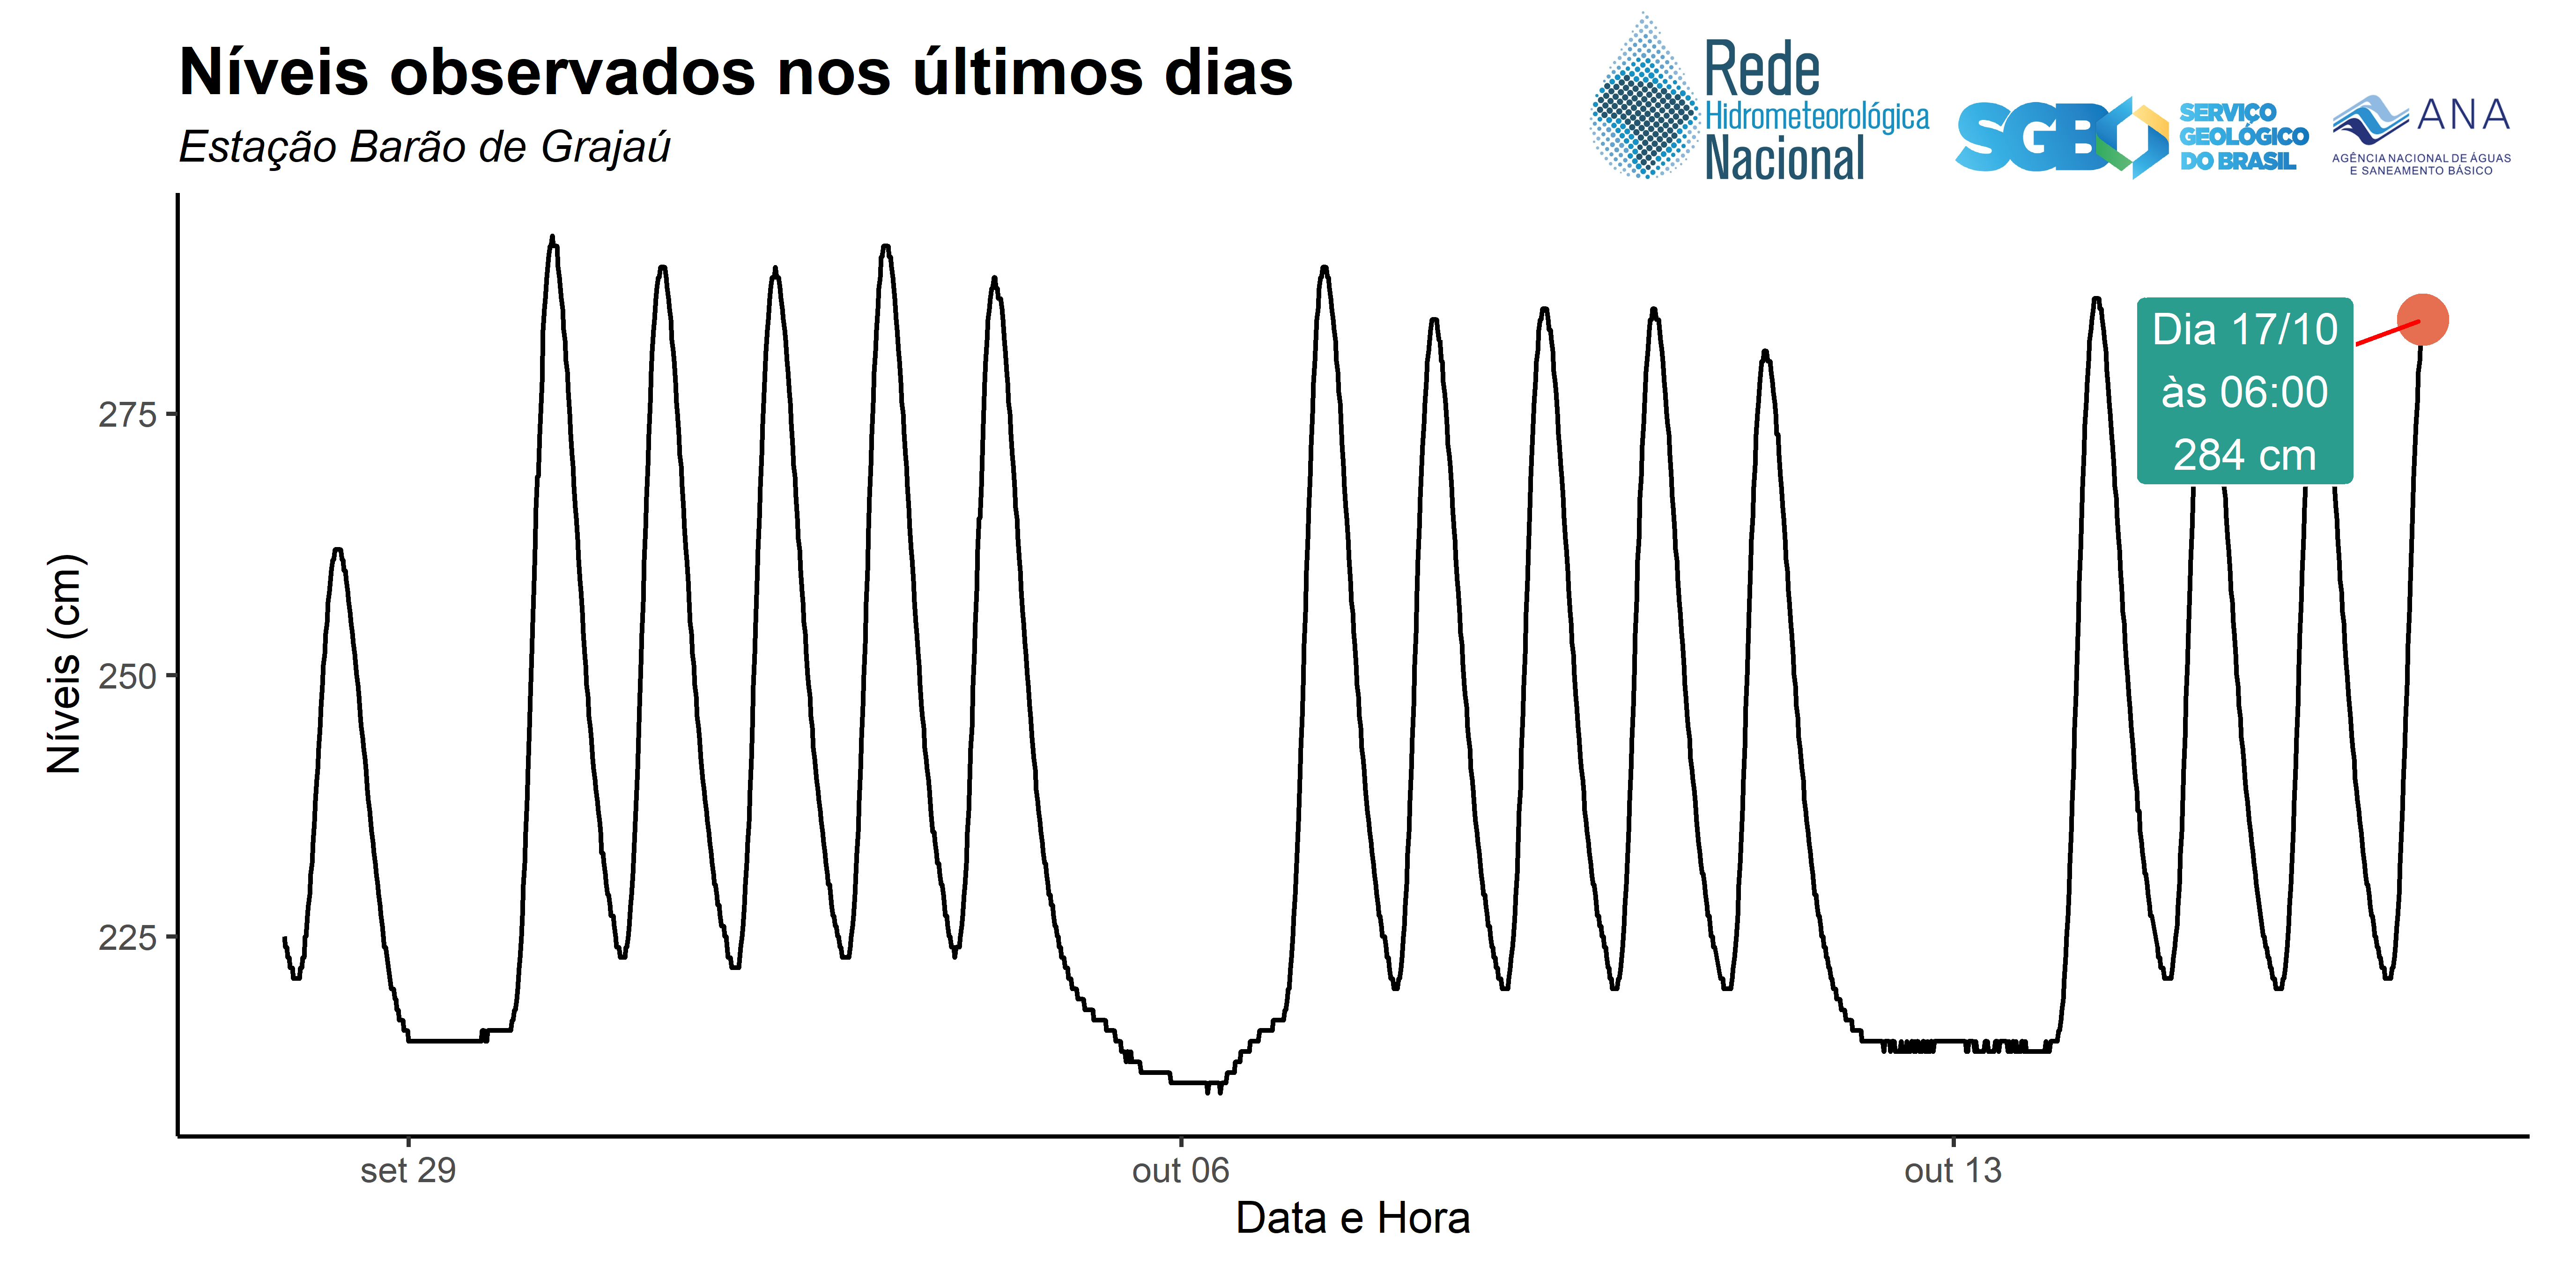 Níveis observados nos últimos dias
Estação Barão de Grajaú
Rede
Hidrometeorológica
Nacional
SGB
SERVIÇO
GEOLÓGICO
DO BRASIL
ANA
AGÊNCIA NACIONAL DE ÁGUAS
E SANEAMENTO BÁSICO
Níveis (cm)
275
250
225
Dia 17/10
às 06:00
284 cm
set 29
out 06
out 13
Data e Hora